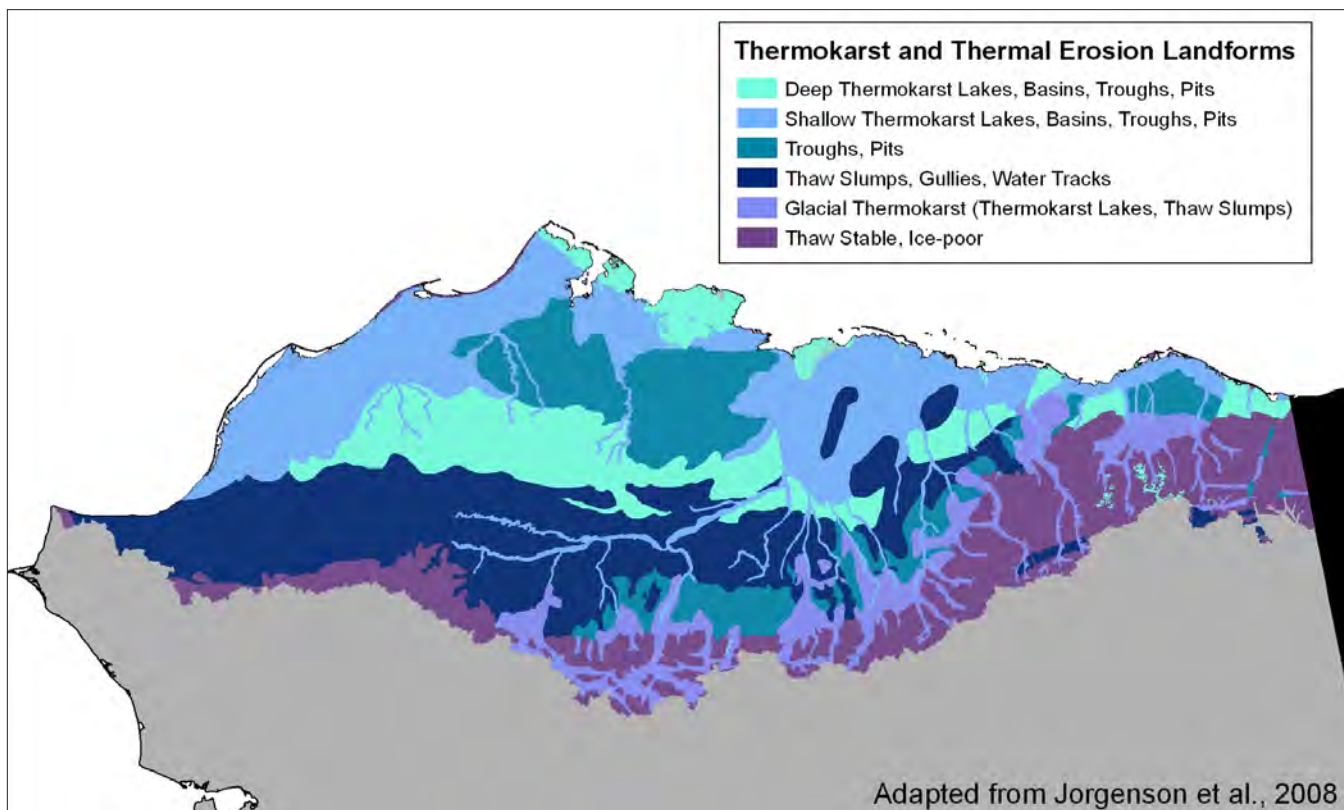 Thermokarst and Thermal Erosion Landforms
Deep Thermokarst Lakes, Basins, Troughs, Pits
Shallow Thermokarst Lakes, Basins, Troughs, Pits
Troughs, Pits
Thaw Slumps, Gullies, Water Tracks
Glacial Thermokarst (Thermokarst Lakes, Thaw Slumps)
Thaw Stable, Ice-poor
Adapted from Jorgenson et al., 2008